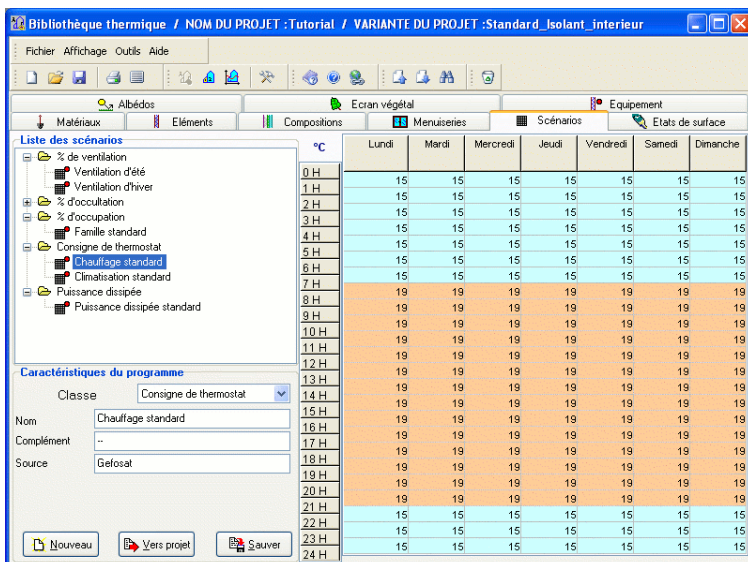 Bibliothèque thermique / NOM DU PROJET :Tutorial / VARIANTE DU PROJET :Standard_Isolant_interieur
Fichier Affichage Outils Aide
Albédos Ecran végétal Equipement
Matériaux Eléments Compositions Menuiseries Scénarios Etats de surface
Liste des scénarios
% de ventilation
Ventilation d'été
Ventilation d'hiver
% d'occultation
% d'occupation
Famille standard
Consigne de thermostat
Chauffage standard
Climatisation standard
Puissance dissipée
Puissance dissipée standard
Caractéristiques du programme
Classe Consigne de thermostat
Nom Chauffage standard
Complément --
Source Gefosat
Nouveau Vers projet Sauver
°C Lundi Mardi Mercredi Jeudi Vendredi Samedi Dimanche
0 H
15 15 15 15 15 15 15
1 H
15 15 15 15 15 15 15
2 H
15 15 15 15 15 15 15
3 H
15 15 15 15 15 15 15
4 H
15 15 15 15 15 15 15
5 H
15 15 15 15 15 15 15
6 H
15 15 15 15 15 15 15
7 H
19 19 19 19 19 19 19
8 H
19 19 19 19 19 19 19
9 H
19 19 19 19 19 19 19
10 H
19 19 19 19 19 19 19
11 H
19 19 19 19 19 19 19
12 H
19 19 19 19 19 19 19
13 H
19 19 19 19 19 19 19
14 H
19 19 19 19 19 19 19
15 H
19 19 19 19 19 19 19
16 H
19 19 19 19 19 19 19
17 H
19 19 19 19 19 19 19
18 H
19 19 19 19 19 19 19
19 H
19 19 19 19 19 19 19
20 H
19 19 19 19 19 19 19
21 H
15 15 15 15 15 15 15
22 H
15 15 15 15 15 15 15
23 H
15 15 15 15 15 15 15
24 H